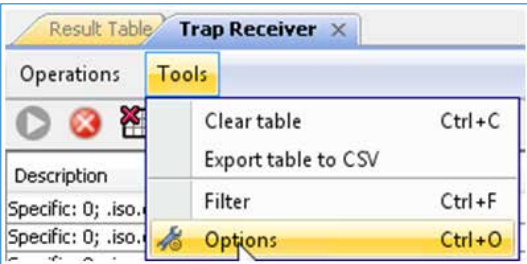 Result Table Trap Receiver
Operations Tools
Clear table Ctrl+C
Export table to CSV
Description
Filter Ctrl+F
Specific: 0; .iso.
Options Ctrl+O
Specific: 0; .iso.